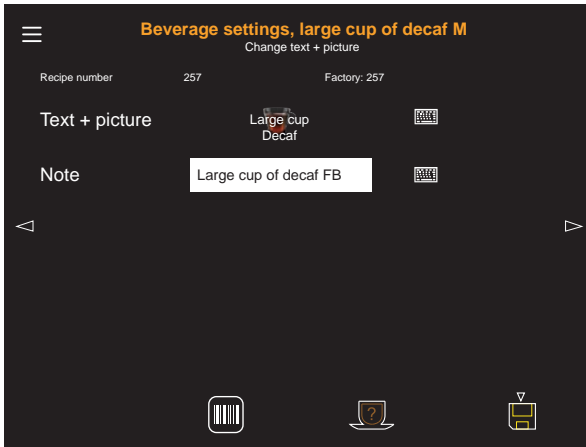 Beverage settings, large cup of decaf M
Change text + picture
Recipe number 257 Factory: 257
Text + picture Large cup
Decaf
Note Large cup of decaf FB
?